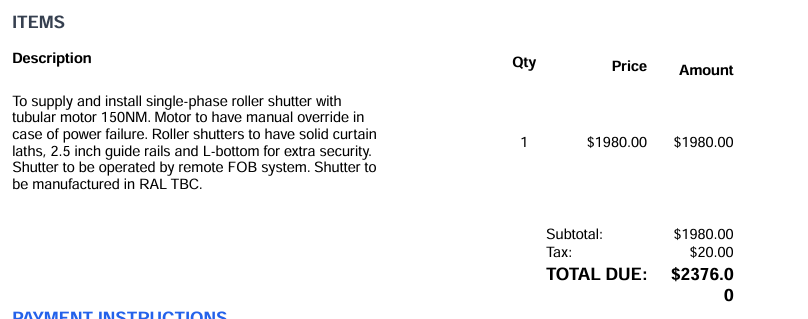 ITEMS
Description Qty Price Amount
To supply and install single-phase roller shutter with
tubular motor 150NM. Motor to have manual override in
case of power failure. Roller shutters to have solid curtain
laths, 2.5 inch guide rails and L-bottom for extra security.
Shutter to be operated by remote FOB system. Shutter to
be manufactured in RAL TBC.
1 $1980.00 $1980.00
Subtotal: $1980.00
Tax: $20.00
TOTAL DUE: $2376.0
0
PAYMENT INSTRUCTIONS